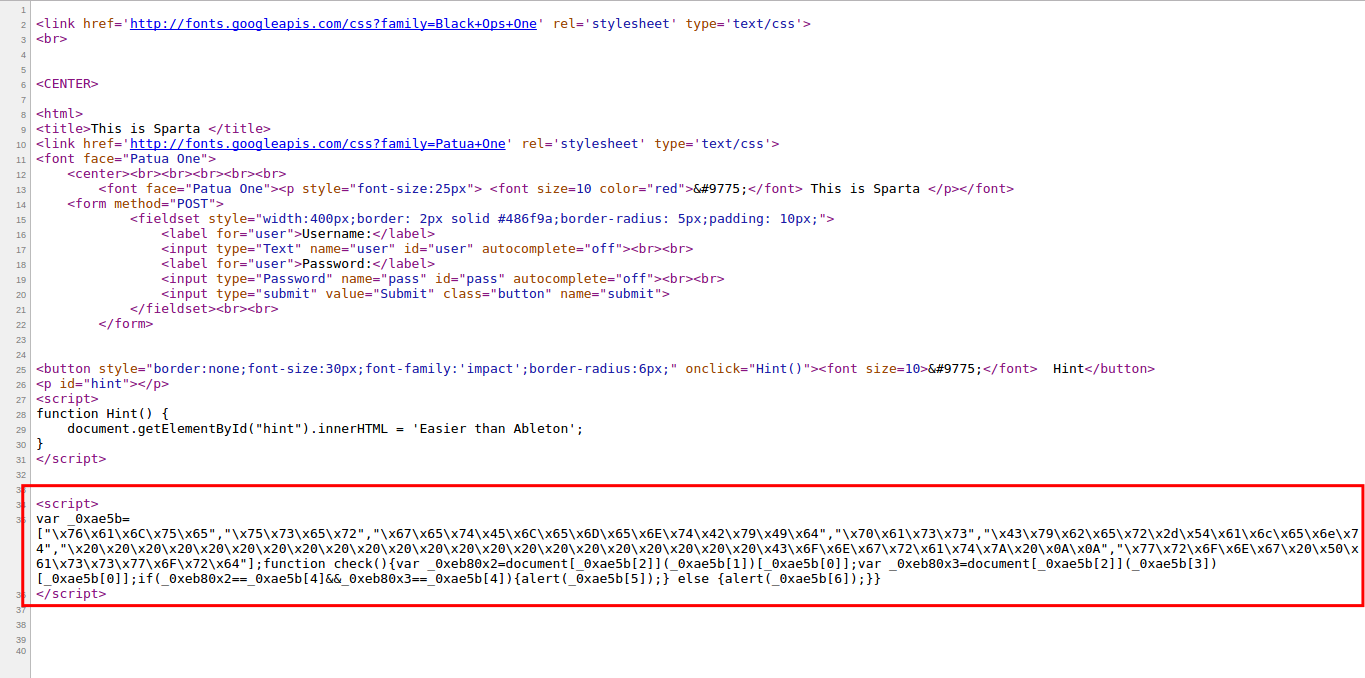 1
2 <link href='http://fonts.googleapis.com/css?family=Black+Ops+One' rel='stylesheet' type='text/css'>
3 <br>
4
5
6 <CENTER>
7
8 <html>
9 <title>This is Sparta </title>
10 <link href='http://fonts.googleapis.com/css?family=Patua+One' rel='stylesheet' type='text/css'>
11 <font face="Patua One">
12     <center><br><br><br><br><br>
13         <font face="Patua One"><p style="font-size:25px"> <font size=10 color="red">&#9775;</font> This is Sparta </p></font>
14     <form method="POST">
15             <fieldset style="width:400px;border: 2px solid #486f9a;border-radius: 5px;padding: 10px;">
16                 <label for="user">Username:</label>
17                 <input type="Text" name="user" id="user" autocomplete="off"><br><br>
18                 <label for="user">Password:</label>
19                 <input type="Password" name="pass" id="pass" autocomplete="off"><br><br>
20                 <input type="submit" value="Submit" class="button" name="submit">
21             </fieldset><br><br>
22         </form>
23
24
25 <button style="border:none;font-size:30px;font-family:'impact';border-radius:6px;" onclick="Hint()"><font size=10>&#9775;</font>  Hint</button>
26 <p id="hint"></p>
27 <script>
28 function Hint() {
29     document.getElementById("hint").innerHTML = 'Easier than Ableton';
30 }
31 </script>
32
33
34 <script>
35 var _0xae5b=
["\x76\x61\x6C\x75\x65","\x75\x73\x65\x72","\x67\x65\x74\x45\x6C\x65\x6D\x65\x6E\x74\x42\x79\x49\x64","\x70\x61\x73\x73","\x43\x79\x62\x65\x72\x2d\x54\x61\x6c\x65\x6e\x7
4","\x20\x20\x20\x20\x20\x20\x20\x20\x20\x20\x20\x20\x20\x20\x20\x20\x20\x20\x20\x20\x20\x20\x43\x6F\x6E\x67\x72\x61\x74\x7A\x20\x0A\x0A","\x77\x72\x6F\x6E\x67\x20\x50\x
61\x73\x73\x77\x6F\x72\x64"];function check(){var _0xeb80x2=document[_0xae5b[2]](_0xae5b[1])[_0xae5b[0]];var _0xeb80x3=document[_0xae5b[2]](_0xae5b[3])
[_0xae5b[0]];if(_0xeb80x2==_0xae5b[4]&&_0xeb80x3==_0xae5b[4]){alert(_0xae5b[5]);} else {alert(_0xae5b[6]);}}
36 </script>
37
38
39
40